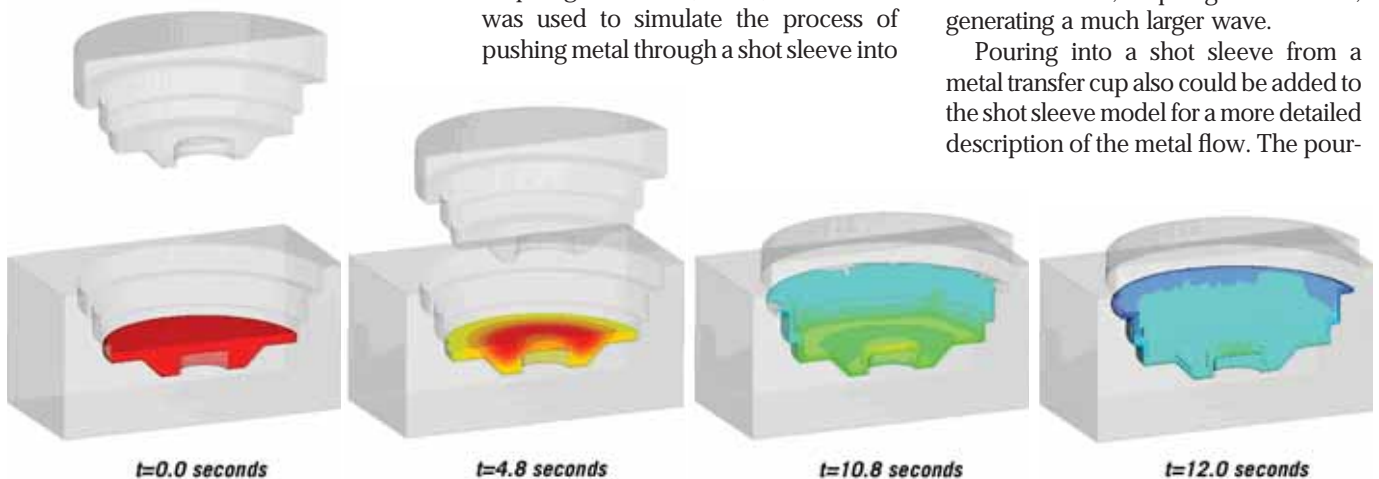 was used to simulate the process of
pushing metal through a shot sleeve into
generating a much larger wave.
Pouring into a shot sleeve from a
metal transfer cup also could be added to
the shot sleeve model for a more detailed
description of the metal flow. The pour-
t=0.0 seconds
t=4.8 seconds
t=10.8 seconds
t=12.0 seconds